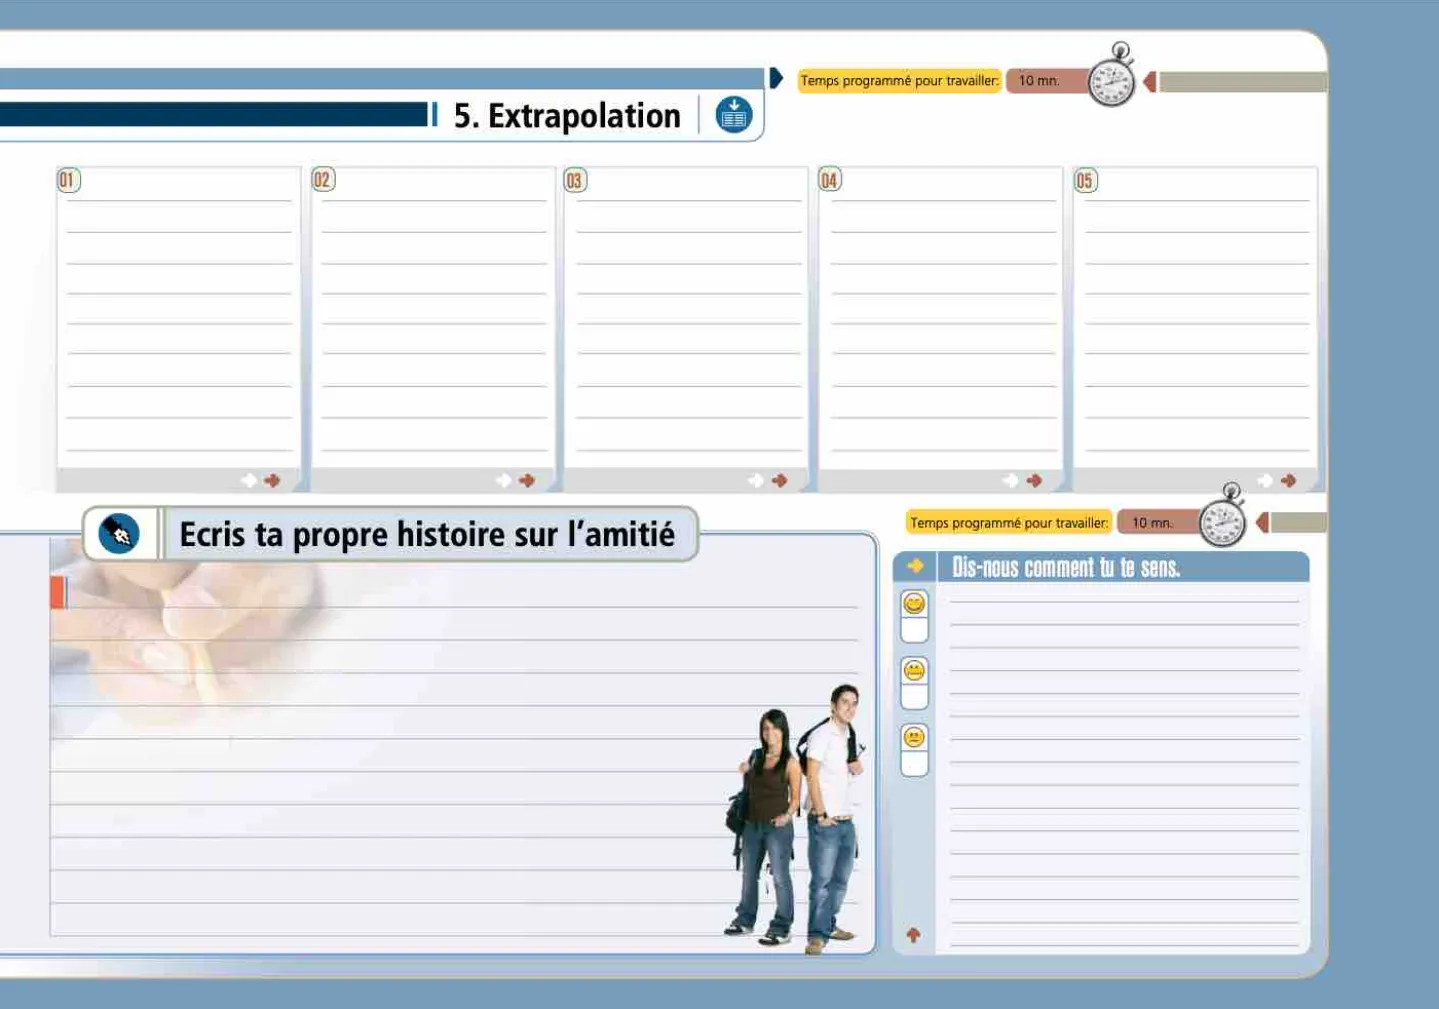 Temps programmé pour travailler: 10 mn.
5. Extrapolation
01 02 03 04 05
Ecris ta propre histoire sur l’amitié
Temps programmé pour travailler: 10 mn.
Dis-nous comment tu te sens.